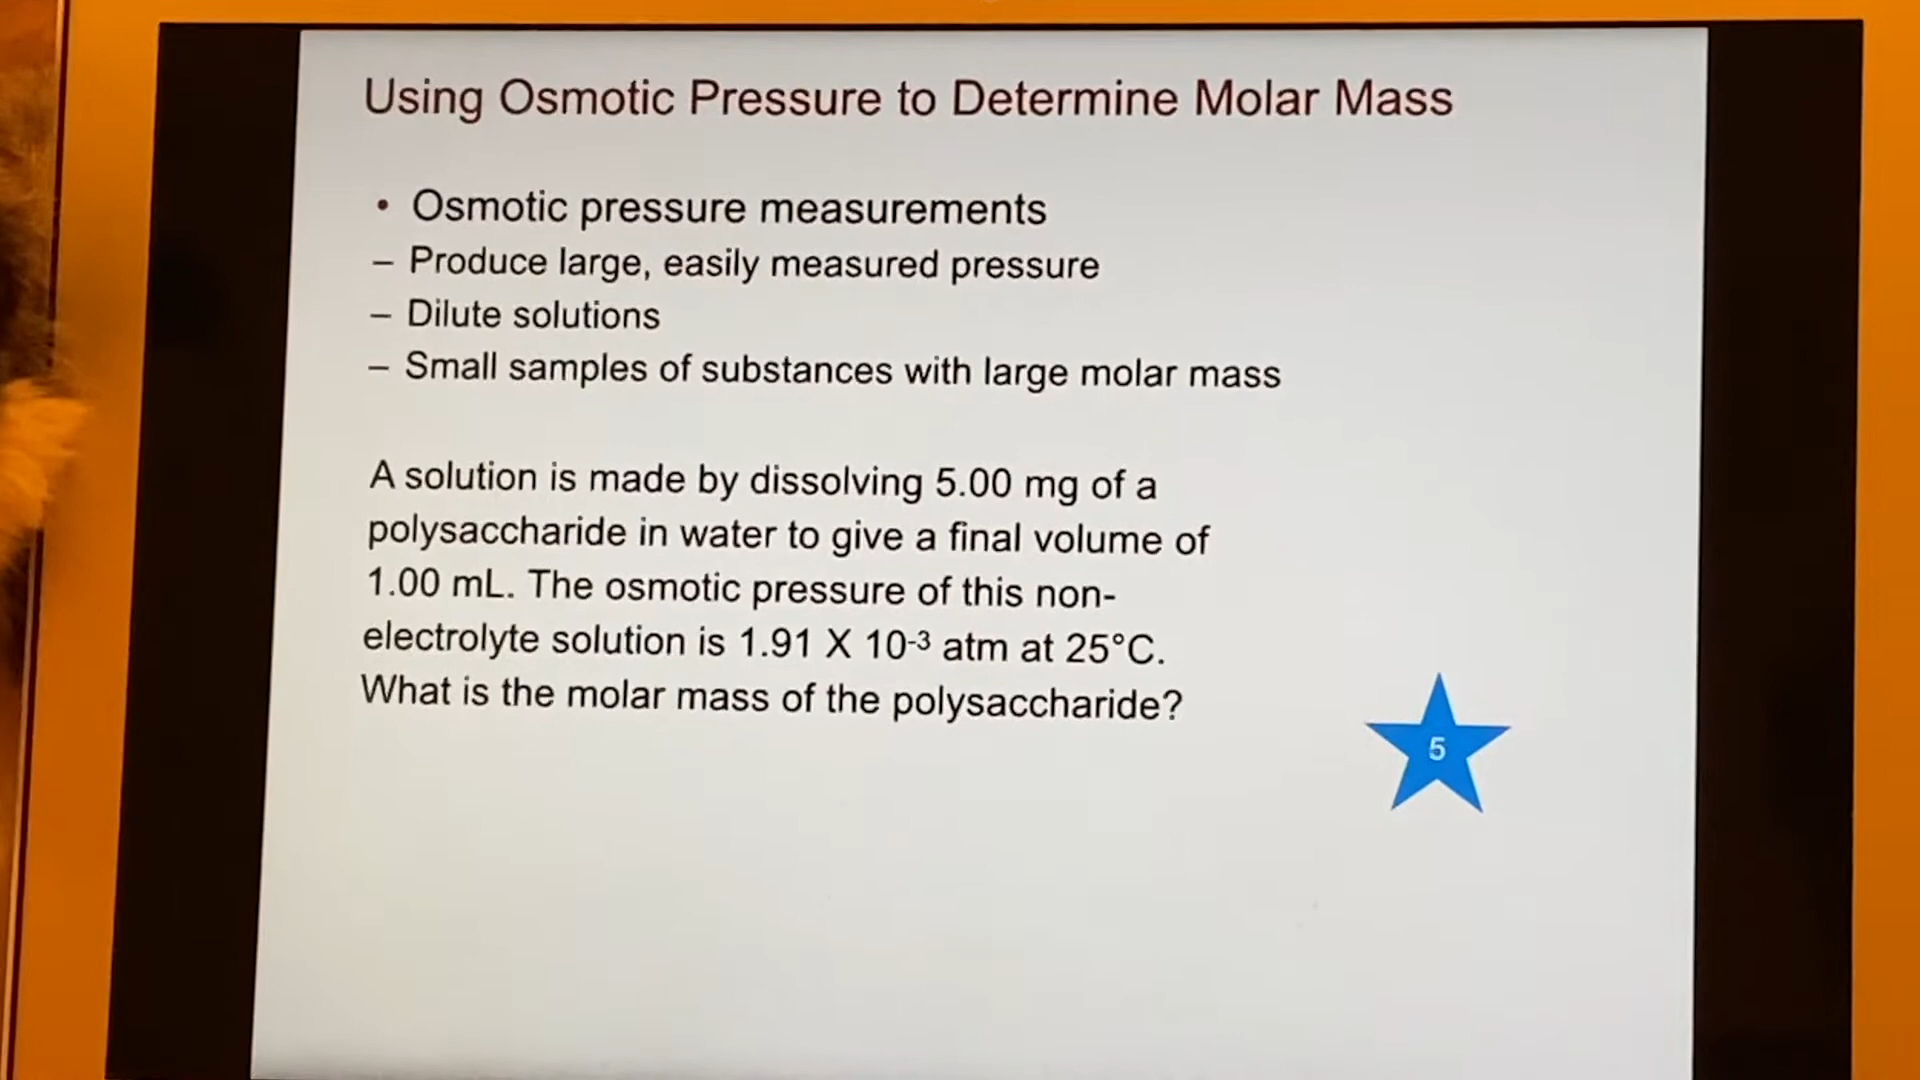 Using Osmotic Pressure to Determine Molar Mass
• Osmotic pressure measurements
– Produce large, easily measured pressure
– Dilute solutions
– Small samples of substances with large molar mass
A solution is made by dissolving 5.00 mg of a
polysaccharide in water to give a final volume of
1.00 mL. The osmotic pressure of this non-
electrolyte solution is 1.91 X 10-3 atm at 25°C.
What is the molar mass of the polysaccharide?
5